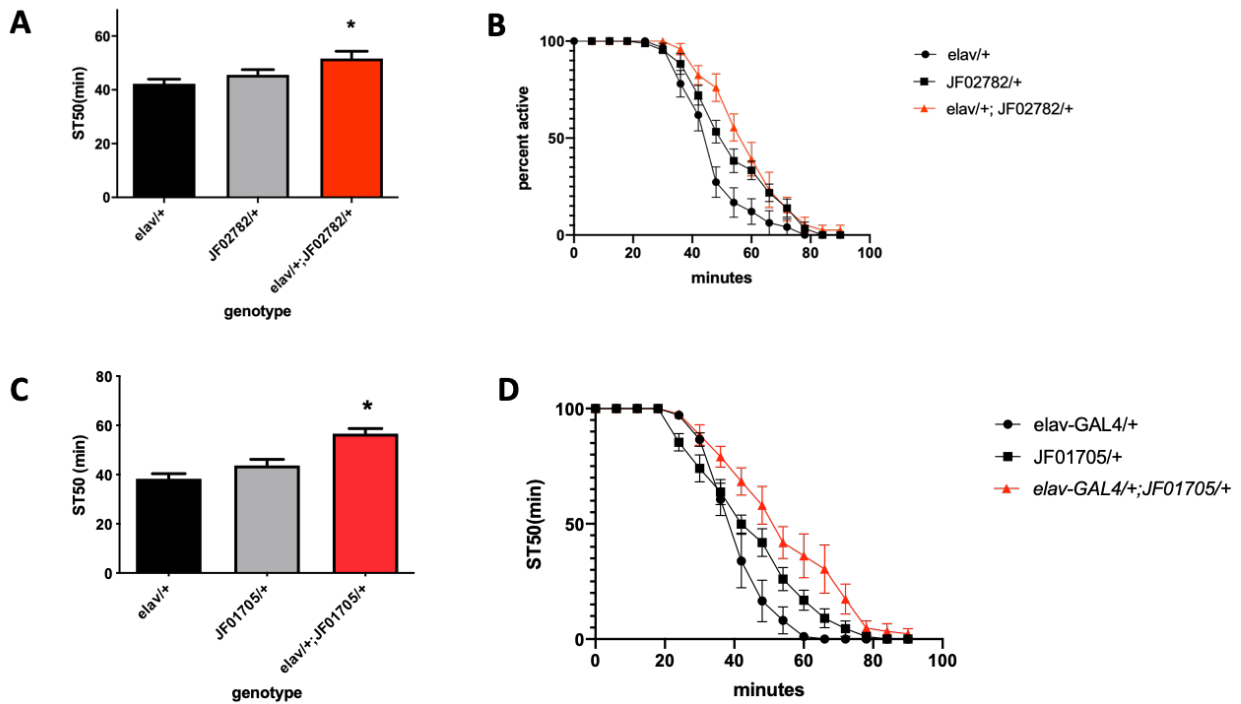 A
ST50(min)
60
40
20
0
*
elav/+
JF02782/+
elav/+;JF02782/+
genotype
B
percent active
100
50
0
0 20 40 60 80 100
minutes
elav/+
JF02782/+
elav/+; JF02782/+
C
ST50 (min)
80
60
40
20
0
*
elav/+
JF01705/+
elav/+;JF01705/+
genotype
D
ST50(min)
100
50
0
0 20 40 60 80 100
minutes
elav-GAL4/+
JF01705/+
elav-GAL4/+;JF01705/+